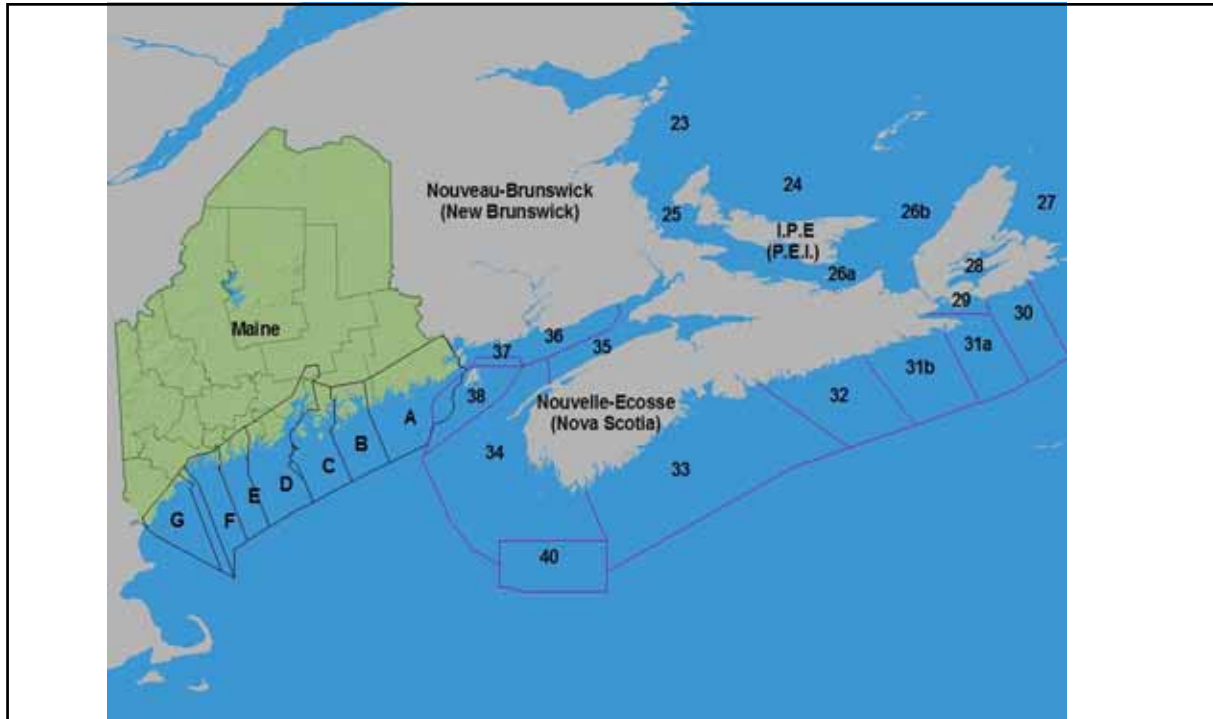 23
24
Nouveau-Brunswick
(New Brunswick)
25
26b
27
I.P.E
(P.E.I.)
26a
28
29
30
Maine
36
37
35
31a
31b
38
32
A
Nouvelle-Ecosse
(Nova Scotia)
B
34
33
C
D
E
F
G
40